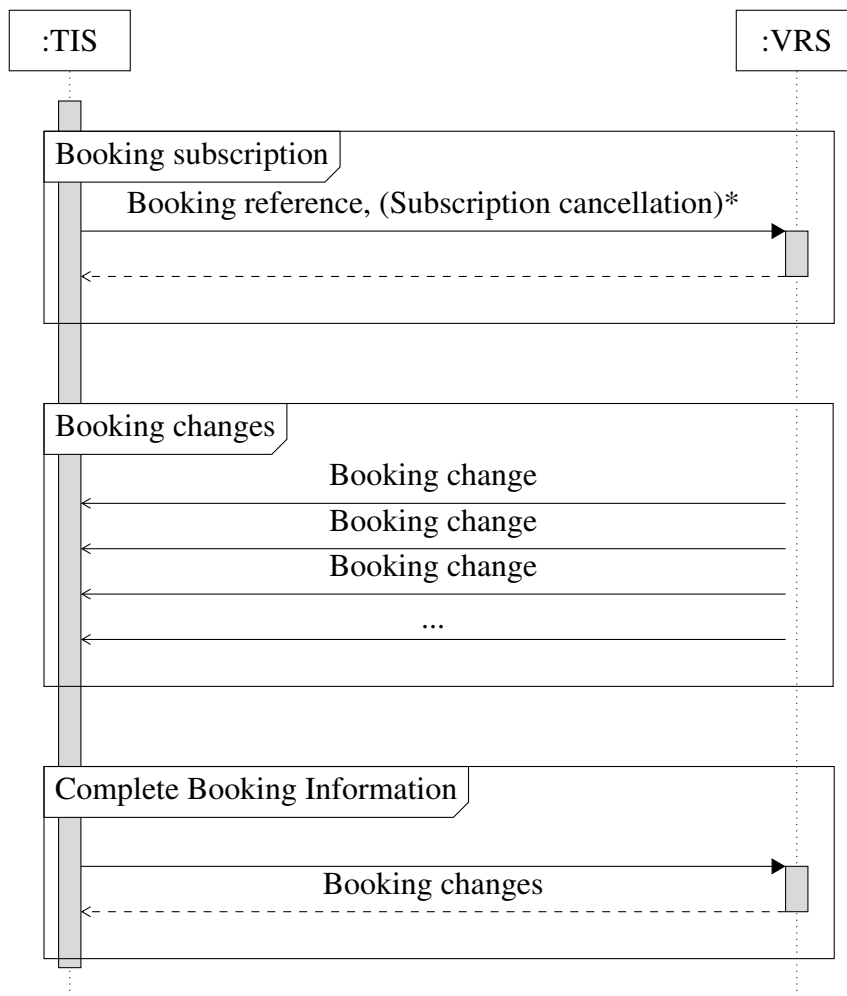 :TIS
:VRS
Booking subscription
Booking reference, (Subscription cancellation)*
Booking changes
Booking change
Booking change
Booking change
...
Complete Booking Information
Booking changes